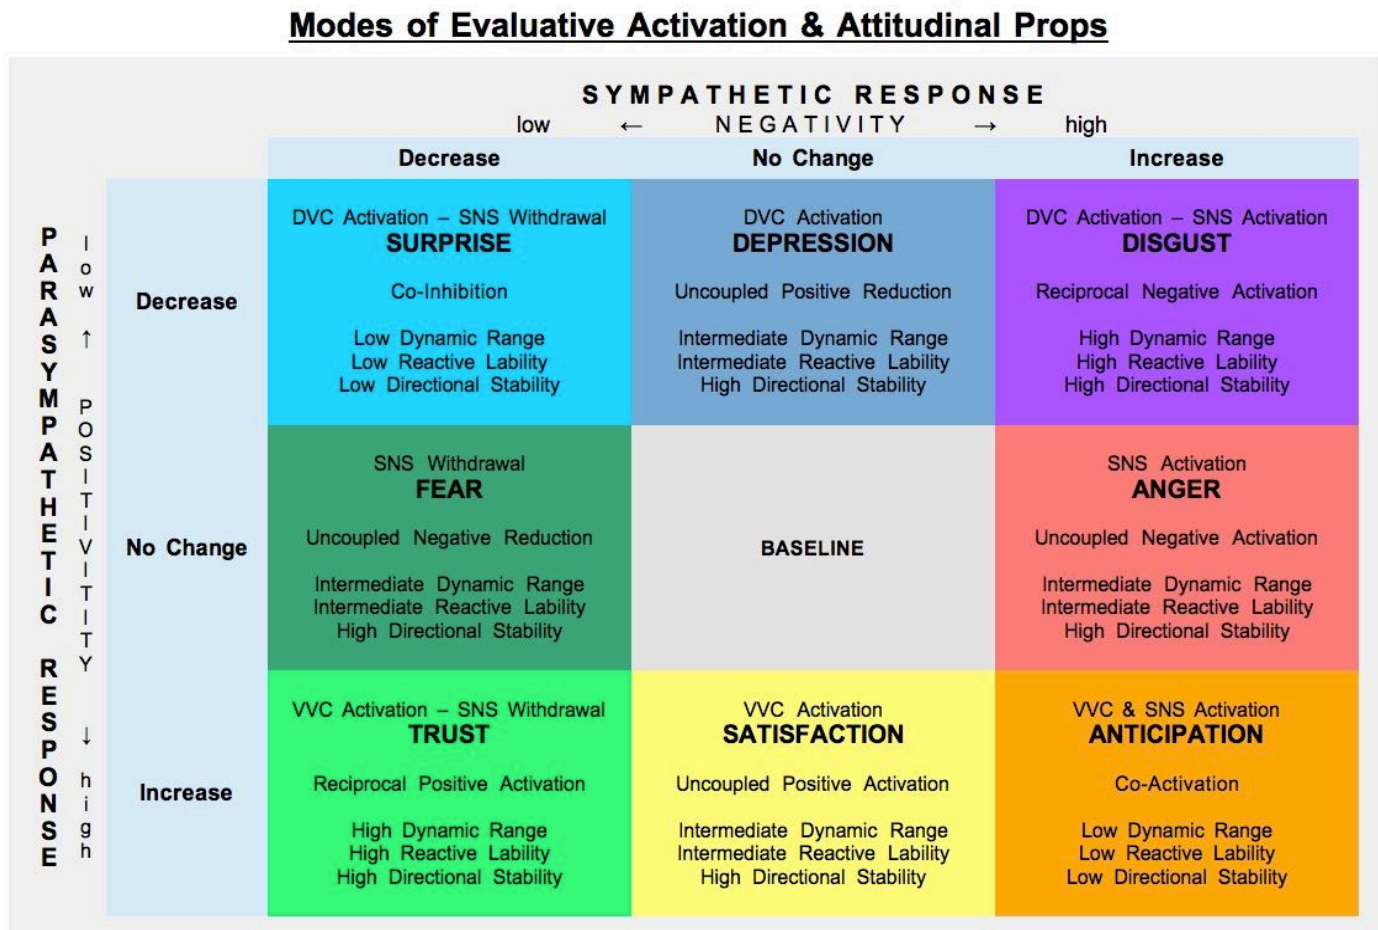 Modes of Evaluative Activation & Attitudinal Props
SYMPATHETIC RESPONSE
low ← NEGATIVITY → high
Decrease No Change Increase
PARASYMPATHETIC RESPONSE
low ↑ POSITIVITY ↓ high
Decrease
DVC Activation – SNS Withdrawal
SURPRISE
Co-Inhibition
Low Dynamic Range
Low Reactive Lability
Low Directional Stability
DVC Activation
DEPRESSION
Uncoupled Positive Reduction
Intermediate Dynamic Range
Intermediate Reactive Lability
High Directional Stability
DVC Activation – SNS Activation
DISGUST
Reciprocal Negative Activation
High Dynamic Range
High Reactive Lability
High Directional Stability
No Change
SNS Withdrawal
FEAR
Uncoupled Negative Reduction
Intermediate Dynamic Range
Intermediate Reactive Lability
High Directional Stability
BASELINE
SNS Activation
ANGER
Uncoupled Negative Activation
Intermediate Dynamic Range
Intermediate Reactive Lability
High Directional Stability
Increase
VVC Activation – SNS Withdrawal
TRUST
Reciprocal Positive Activation
High Dynamic Range
High Reactive Lability
High Directional Stability
VVC Activation
SATISFACTION
Uncoupled Positive Activation
Intermediate Dynamic Range
Intermediate Reactive Lability
High Directional Stability
VVC & SNS Activation
ANTICIPATION
Co-Activation
Low Dynamic Range
Low Reactive Lability
Low Directional Stability